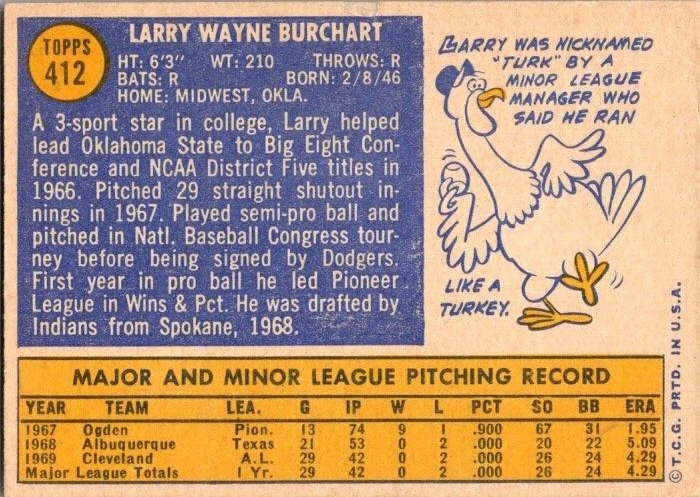 TOPPS
412
LARRY WAYNE BURCHART
HT: 6'3" WT: 210 THROWS: R
BATS: R BORN: 2/8/46
HOME: MIDWEST, OKLA.
A 3-sport star in college, Larry helped
lead Oklahoma State to Big Eight Con-
ference and NCAA District Five titles in
1966. Pitched 29 straight shutout in-
nings in 1967. Played semi-pro ball and
pitched in Natl. Baseball Congress tour-
ney before being signed by Dodgers.
First year in pro ball he led Pioneer
League in Wins & Pct. He was drafted by
Indians from Spokane, 1968.
LARRY WAS NICKNAMED
"TURK" BY A
MINOR LEAGUE
MANAGER WHO
SAID HE RAN
LIKE A
TURKEY.
MAJOR AND MINOR LEAGUE PITCHING RECORD
YEAR TEAM LEA. G IP W L PCT SO BB ERA
1967 Ogden Pion. 13 74 9 1 .900 67 31 1.95
1968 Albuquerque Texas 21 53 0 2 .000 20 22 5.09
1969 Cleveland A.L. 29 42 0 2 .000 26 24 4.29
Major League Totals 1 Yr. 29 42 0 2 .000 26 24 4.29
© T.C.G. PRTD. IN U.S.A.